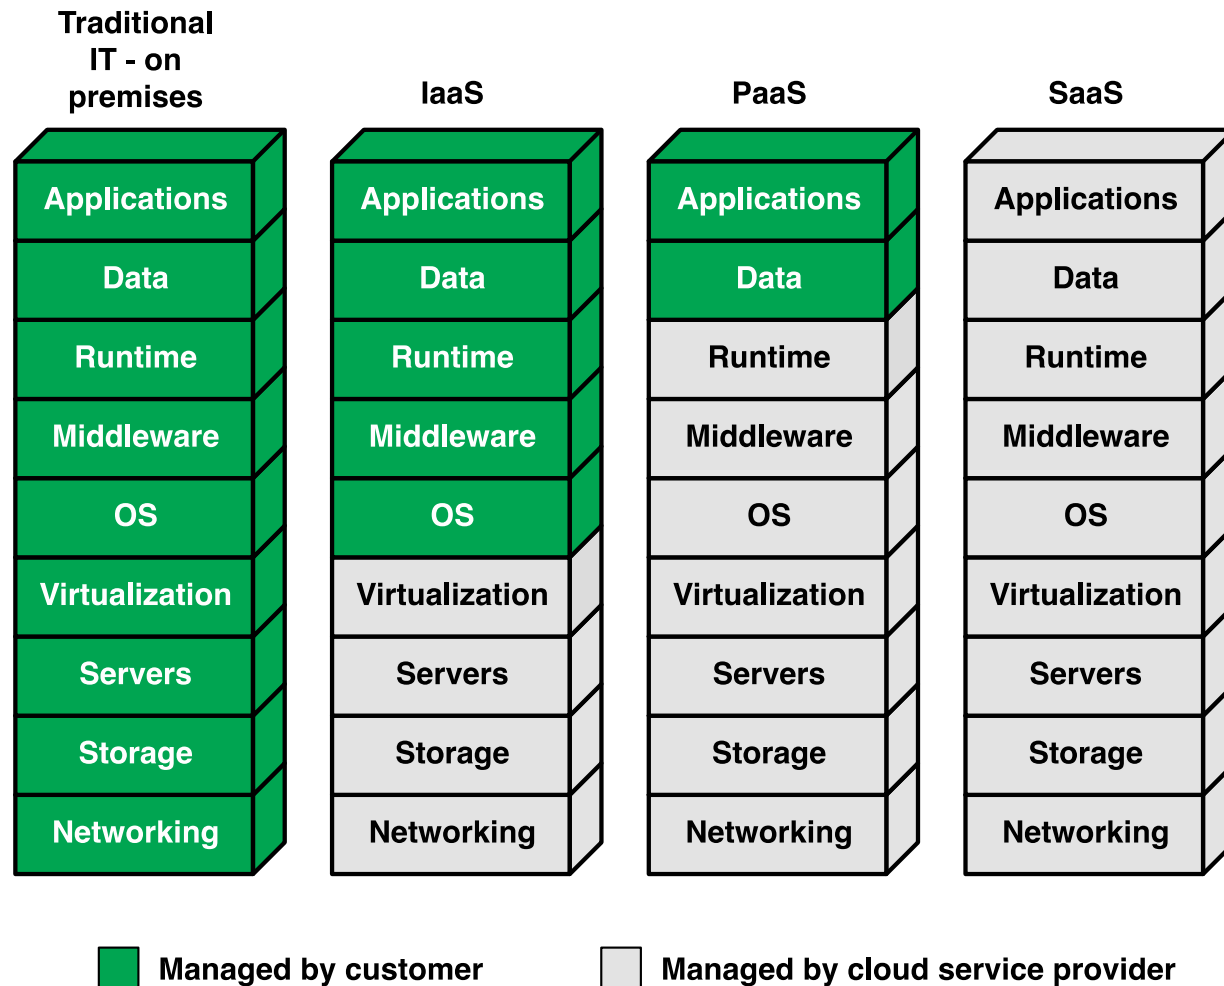 Traditional
IT - on
premises
IaaS
PaaS
SaaS
Applications
Data
Runtime
Middleware
OS
Virtualization
Servers
Storage
Networking
Applications
Data
Runtime
Middleware
OS
Virtualization
Servers
Storage
Networking
Applications
Data
Runtime
Middleware
OS
Virtualization
Servers
Storage
Networking
Applications
Data
Runtime
Middleware
OS
Virtualization
Servers
Storage
Networking
Managed by customer
Managed by cloud service provider